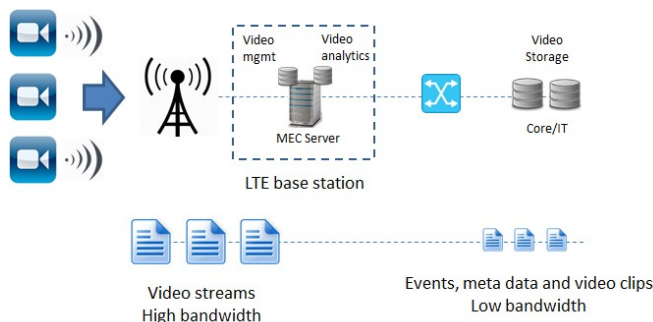 Video
mgmt
Video
analytics
Video
Storage
MEC Server
Core/IT
LTE base station
Video streams
High bandwidth
Events, meta data and video clips
Low bandwidth